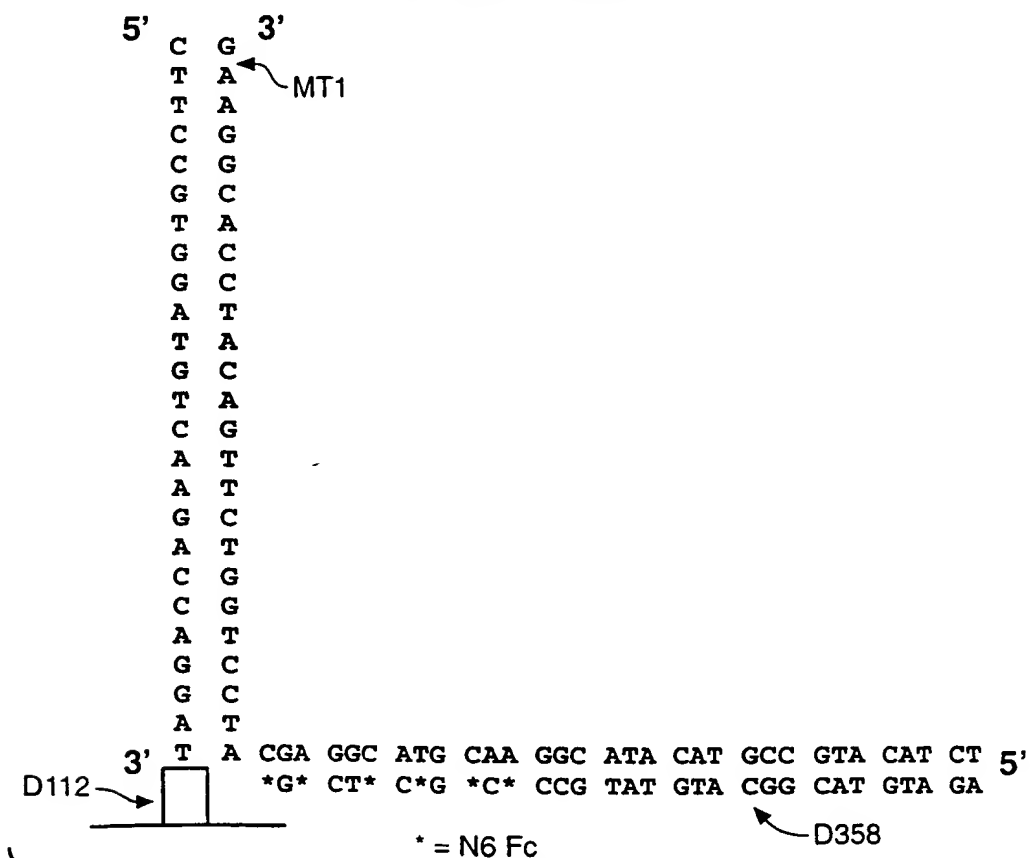 5' C G 3'
T A MT1
T A
C G
C G
G C
T A
G C
G C
A T
T A
G C
T A
C G
A T
A T
G C
A T
C G
C G
A T
G C
G C
A T
3' T A CGA GGC ATG CAA GGC ATA CAT GCC GTA CAT CT 5'
D112 *G* CT* C*G *C* CCG TAT GTA CGG CAT GTA GA
D358
* = N6 Fc